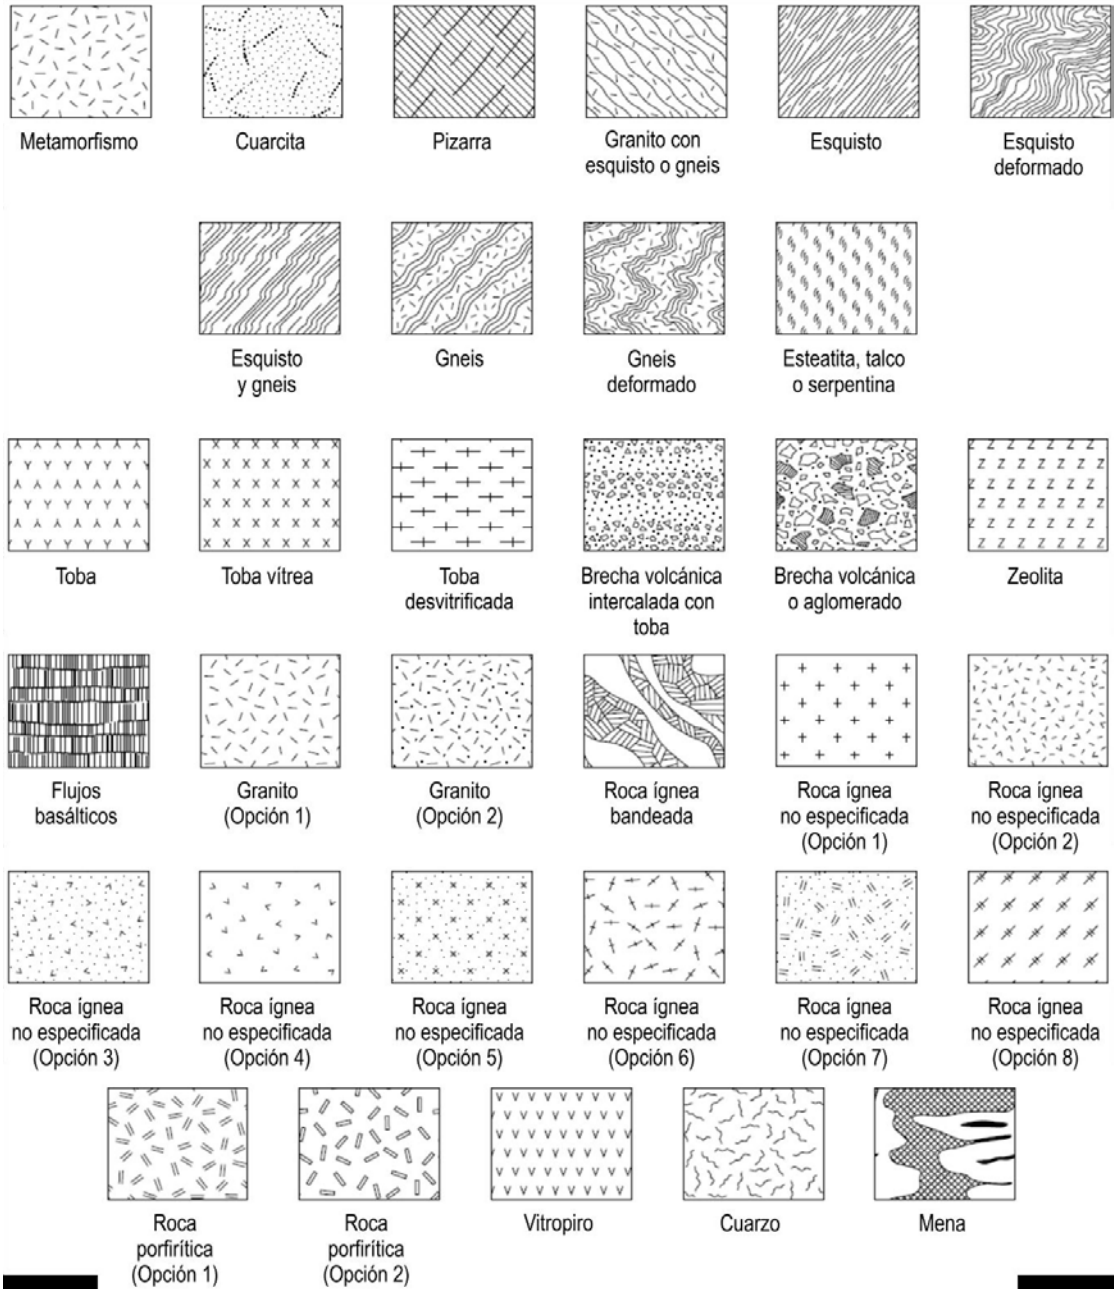 Metamorfismo
Cuarcita
Pizarra
Granito con
esquisto o gneis
Esquisto
Esquisto
deformado
Esquisto
y gneis
Gneis
Gneis
deformado
Esteatita, talco
o serpentina
Toba
Toba vítrea
Toba
desvitrificada
Brecha volcánica
intercalada con
toba
Brecha volcánica
o aglomerado
Zeolita
Flujos
basálticos
Granito
(Opción 1)
Granito
(Opción 2)
Roca ígnea
bandeada
Roca ígnea
no especificada
(Opción 1)
Roca ígnea
no especificada
(Opción 2)
Roca ígnea
no especificada
(Opción 3)
Roca ígnea
no especificada
(Opción 4)
Roca ígnea
no especificada
(Opción 5)
Roca ígnea
no especificada
(Opción 6)
Roca ígnea
no especificada
(Opción 7)
Roca ígnea
no especificada
(Opción 8)
Roca
porfirítica
(Opción 1)
Roca
porfirítica
(Opción 2)
Vitropiro
Cuarzo
Mena